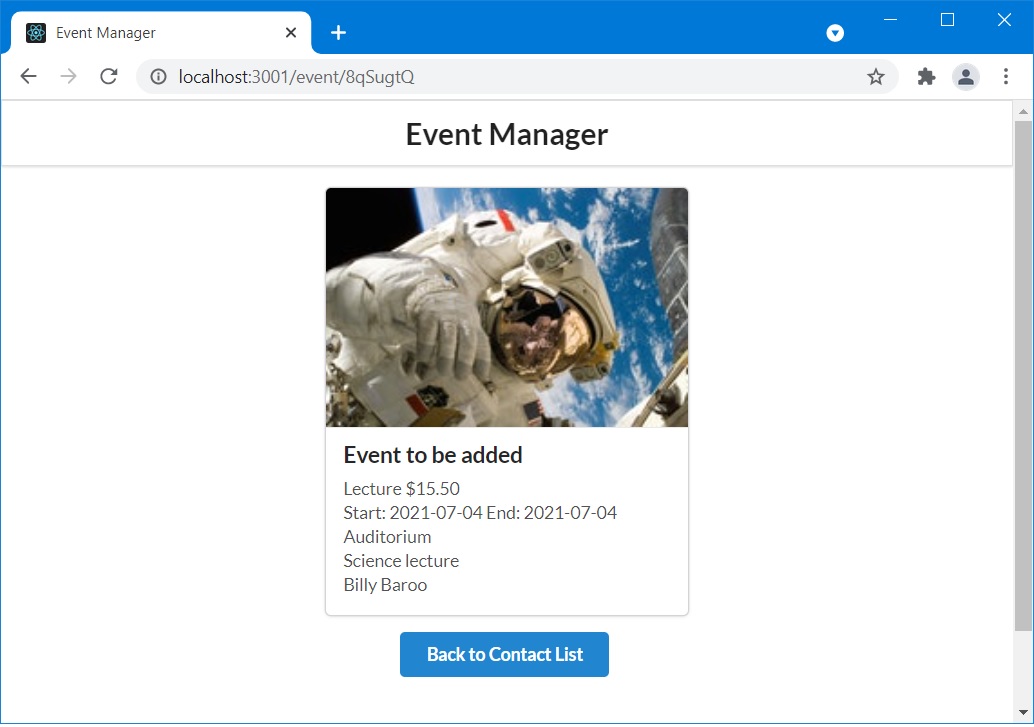 Event Manager
localhost:3001/event/8qSugtQ
Event Manager
Event to be added
Lecture $15.50
Start: 2021-07-04 End: 2021-07-04
Auditorium
Science lecture
Billy Baroo
Back to Contact List